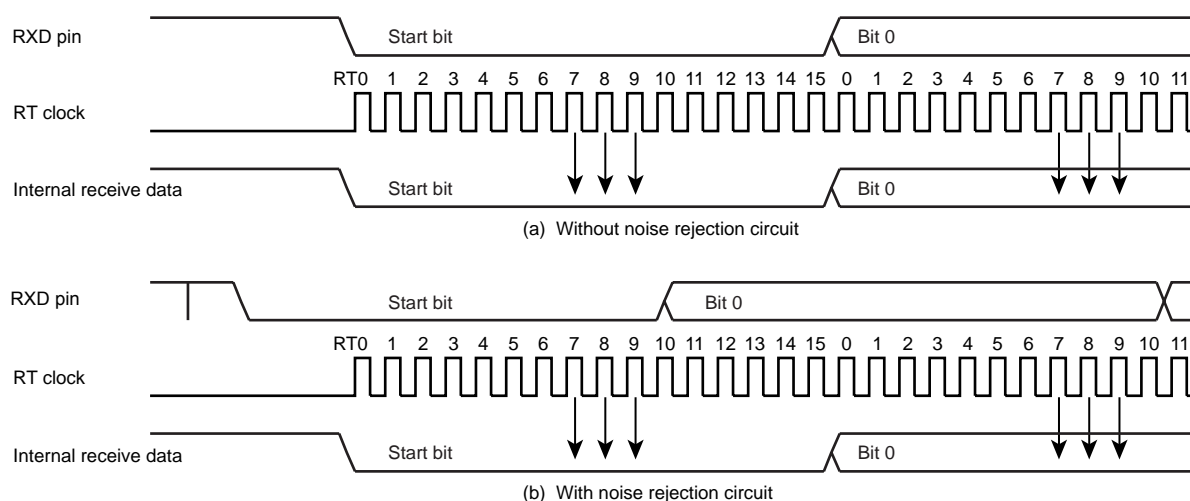 RXD pin Start bit Bit 0
RT0 1 2 3 4 5 6 7 8 9 10 11 12 13 14 15 0 1 2 3 4 5 6 7 8 9 10 11
RT clock
Internal receive data Start bit Bit 0
(a) Without noise rejection circuit
RXD pin Start bit Bit 0
RT0 1 2 3 4 5 6 7 8 9 10 11 12 13 14 15 0 1 2 3 4 5 6 7 8 9 10 11
RT clock
Internal receive data Start bit Bit 0
(b) With noise rejection circuit